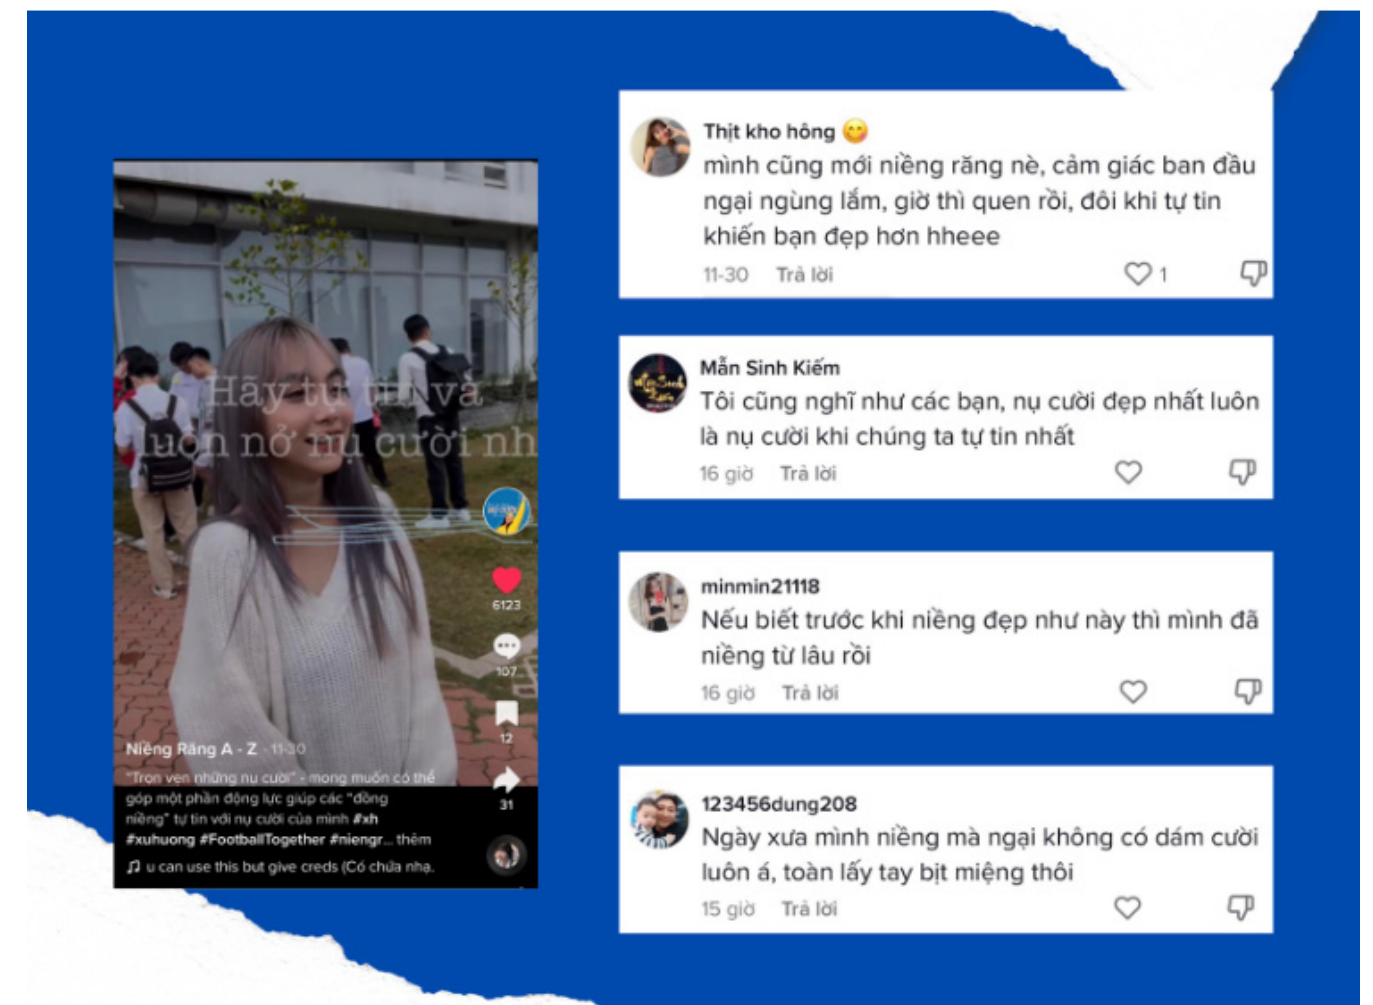 Hãy tự tin và
luôn nở nụ cười nh
6123
107
12
31
Niềng Răng A - Z · 11-30
"Trọn vẹn những nụ cười" - mong muốn có thể
góp một phần động lực giúp các "đồng
niềng" tự tin với nụ cười của mình #xh
#xuhuong #FootballTogether #niengr... thêm
u can use this but give creds (Có chứa nhạ.
Thịt kho hông 😋
mình cũng mới niềng răng nè, cảm giác ban đầu
ngại ngùng lắm, giờ thì quen rồi, đôi khi tự tin
khiến bạn đẹp hơn hheee
11-30 Trả lời 1
Mẫn Sinh Kiếm
Tôi cũng nghĩ như các bạn, nụ cười đẹp nhất luôn
là nụ cười khi chúng ta tự tin nhất
16 giờ Trả lời
minmin21118
Nếu biết trước khi niềng đẹp như này thì mình đã
niềng từ lâu rồi
16 giờ Trả lời
123456dung208
Ngày xưa mình niềng mà ngại không có dám cười
luôn á, toàn lấy tay bịt miệng thôi
15 giờ Trả lời